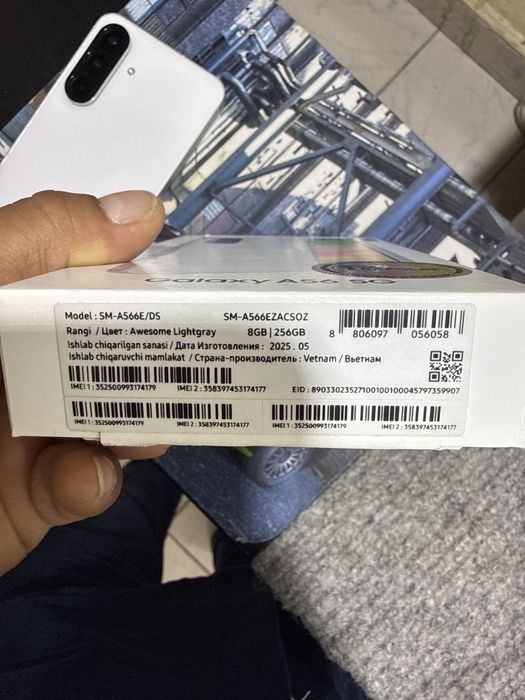 Galaxy A56 5G
Model : SM-A566E/DS SM-A566EZACSOZ
Rangi / Цвет : Awesome Lightgray 8GB | 256GB
8 806097 056058
Ishlab chiqarilgan sanasi / Дата Изготовления : 2025 . 05
Ishlab chiqaruvchi mamlakat / Страна-производитель : Vetnam / Вьетнам
IMEI 1 : 352500993174179 IMEI 2 : 358397453174177 EID : 89033023527100100100045797359907
IMEI 1 : 352500993174179 IMEI 2 : 358397453174177 IMEI 1 : 352500993174179 IMEI 2 : 358397453174177